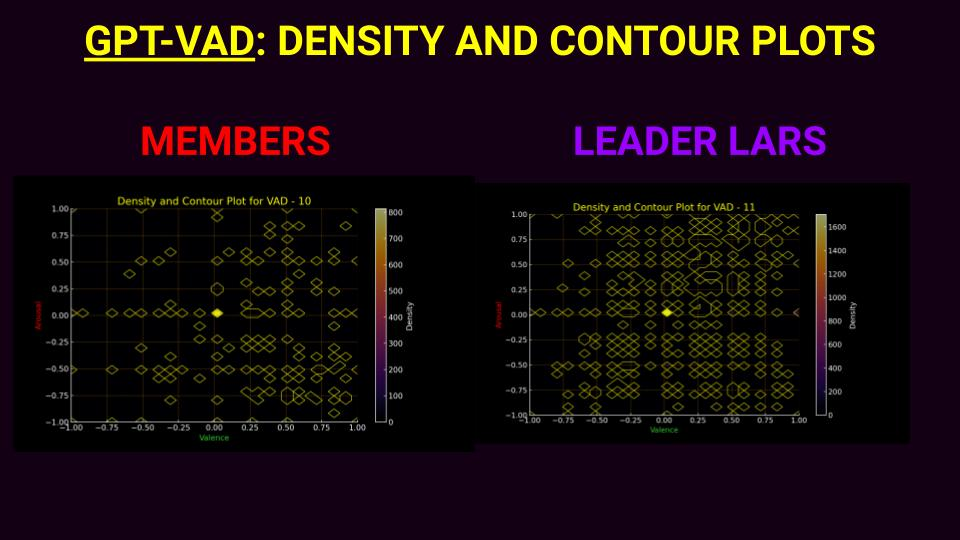 GPT-VAD: DENSITY AND CONTOUR PLOTS
MEMBERS
LEADER LARS
Density and Contour Plot for VAD - 10
1.00
0.75
0.50
0.25
0.00
−0.25
−0.50
−0.75
−1.00
Arousal
−1.00 −0.75 −0.50 −0.25 0.00 0.25 0.50 0.75 1.00
Valence
800
700
600
500
400
300
200
100
0
Density
Density and Contour Plot for VAD - 11
1.00
0.75
0.50
0.25
0.00
−0.25
−0.50
−0.75
−1.00
Arousal
−1.00 −0.75 −0.50 −0.25 0.00 0.25 0.50 0.75 1.00
Valence
1600
1400
1200
1000
800
600
400
200
0
Density